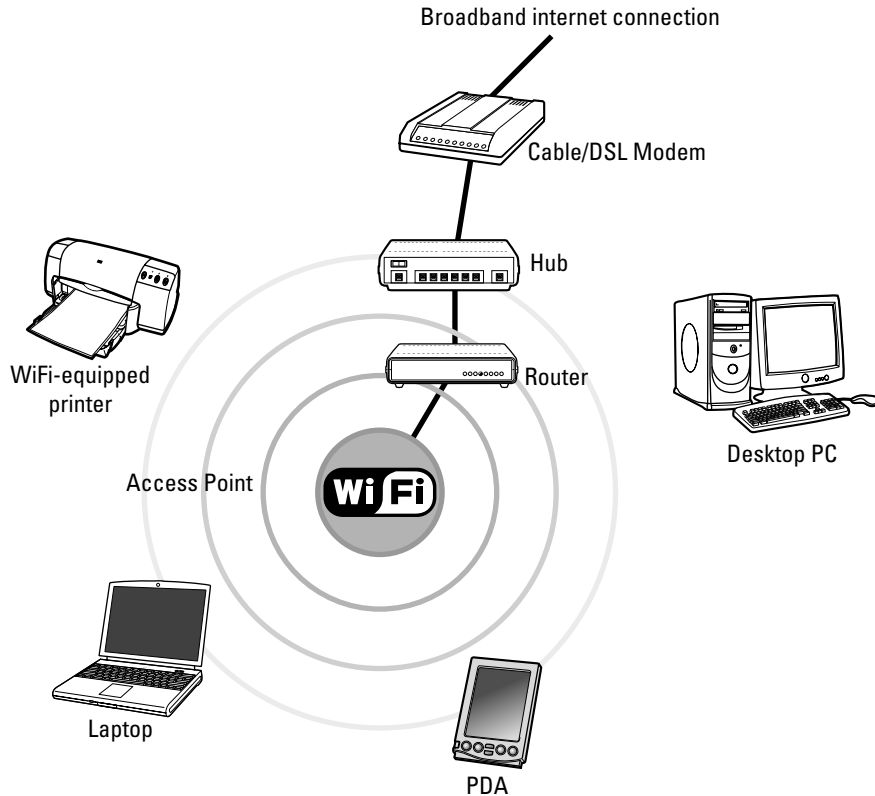 Broadband internet connection
Cable/DSL Modem
Hub
WiFi-equipped
printer
Router
Desktop PC
Access Point
Wi Fi
Laptop
PDA